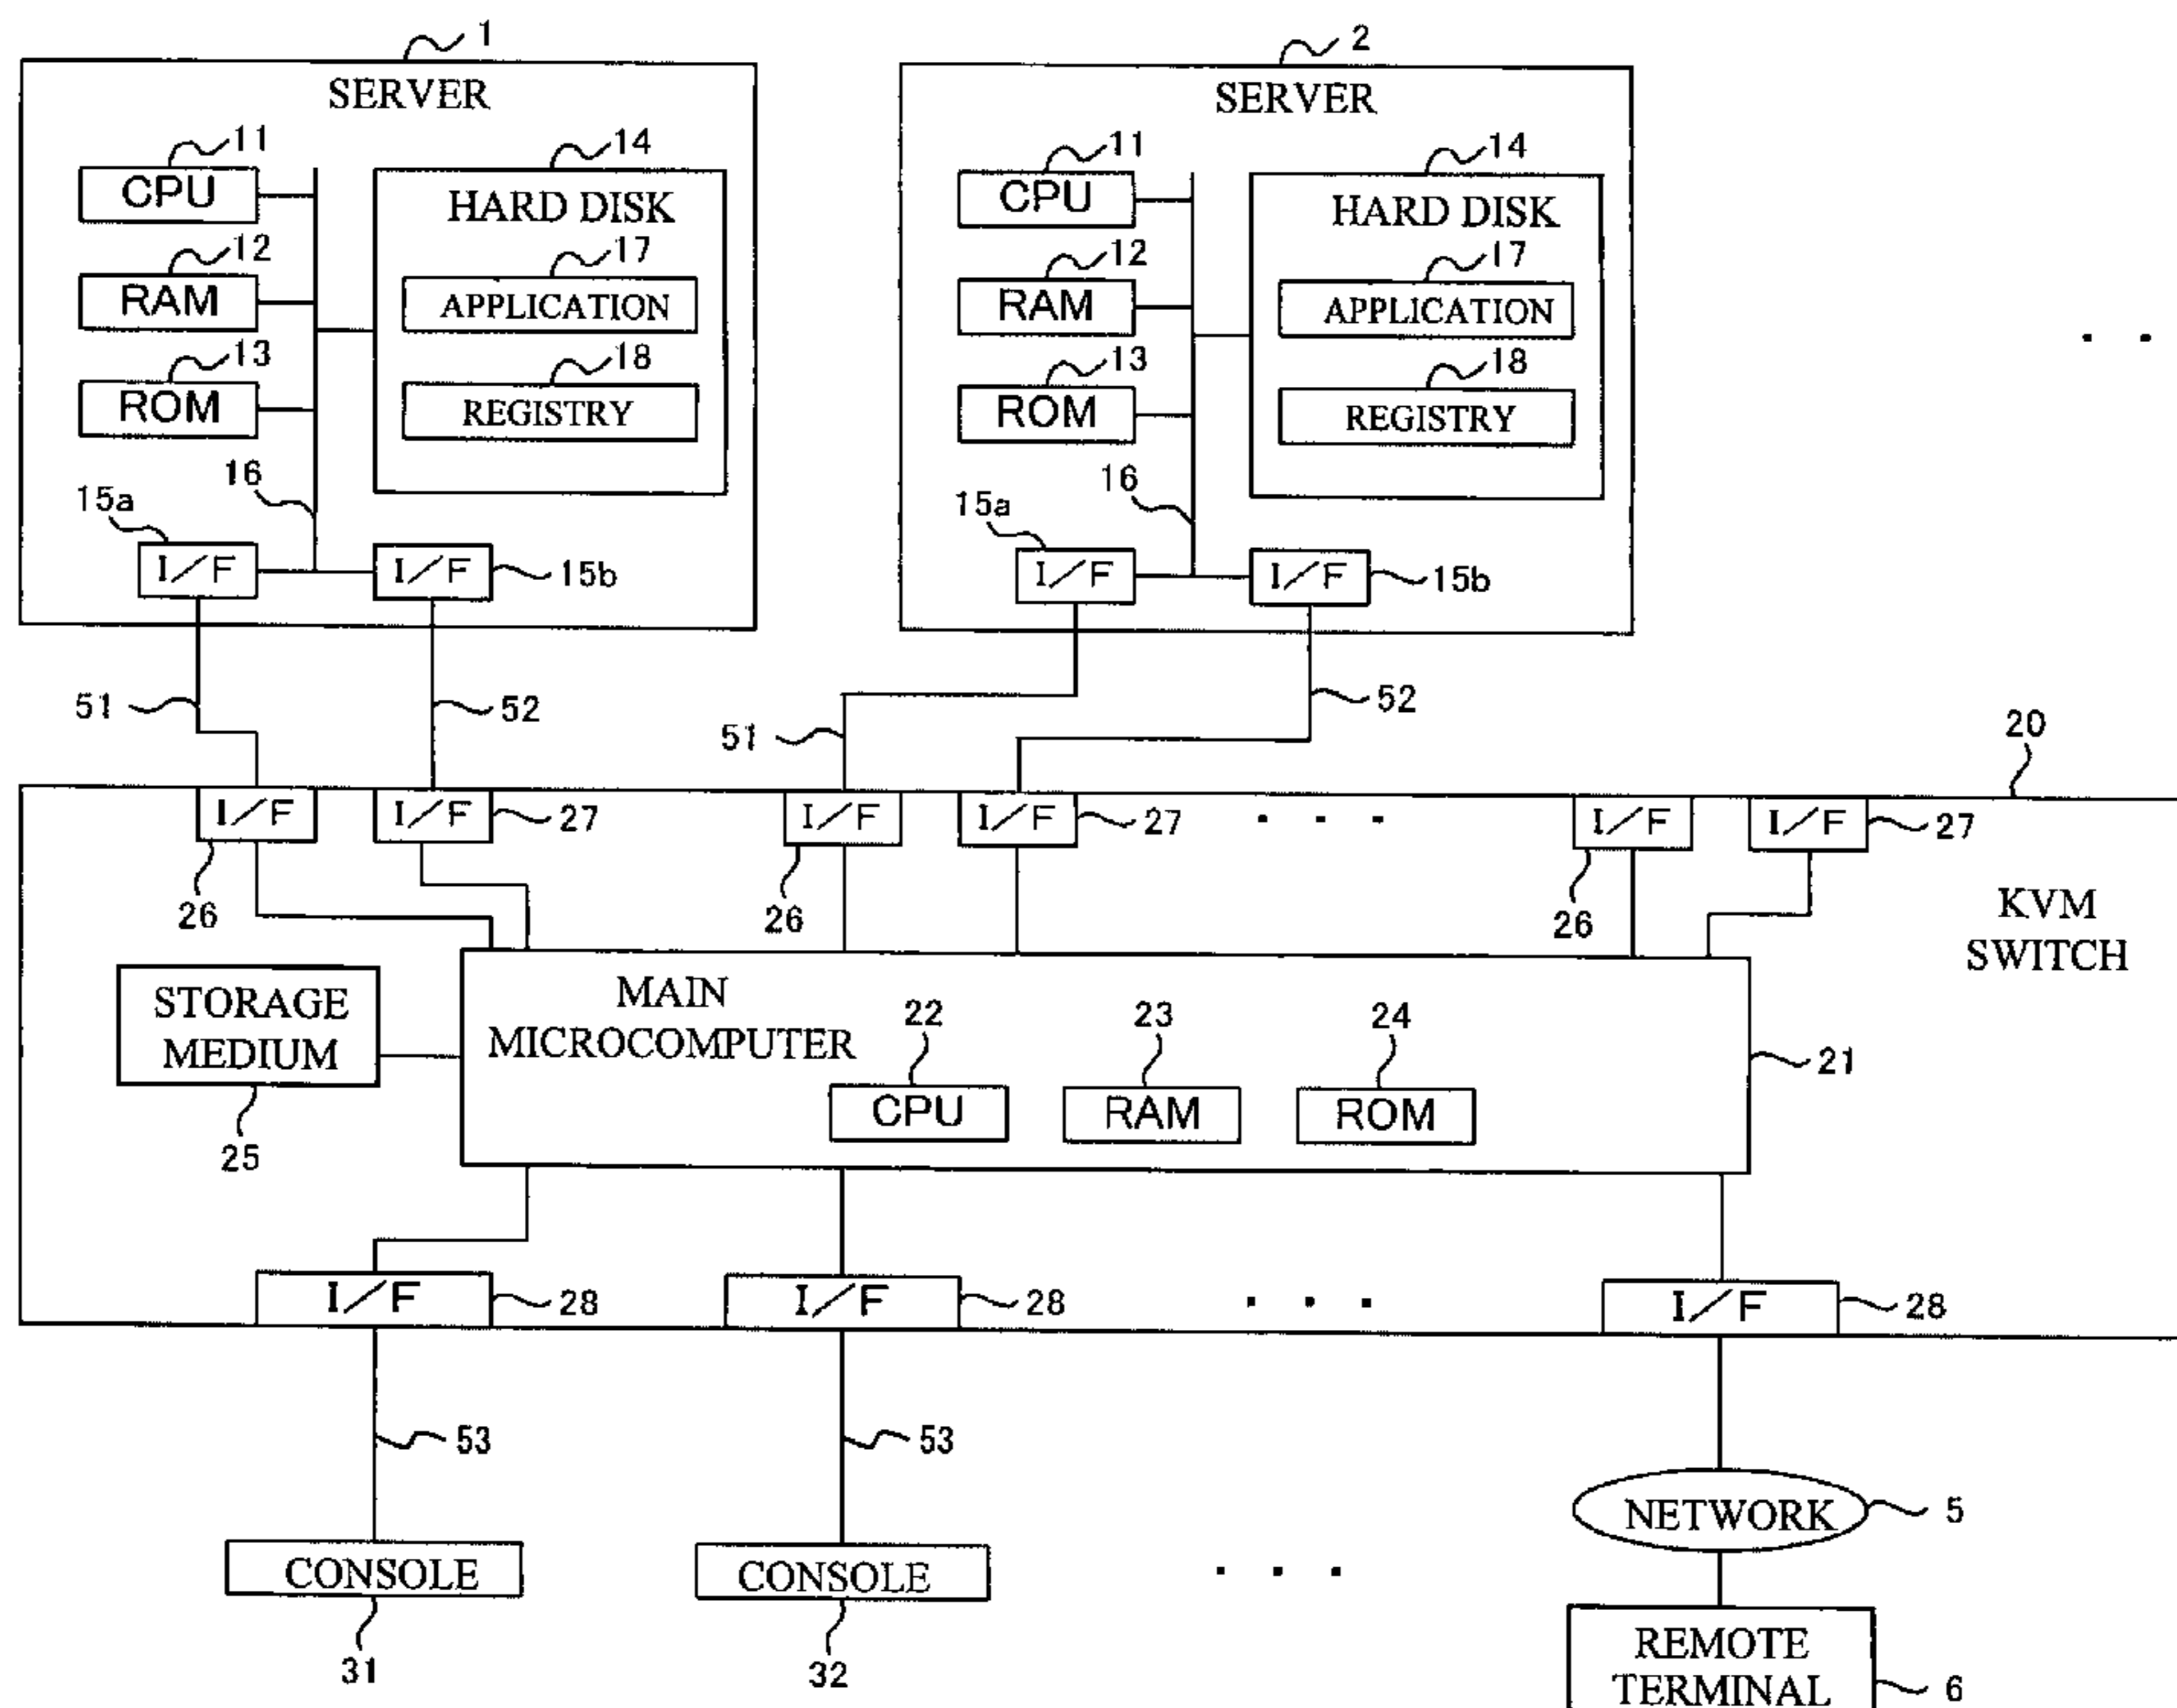 1
SERVER
11
CPU
12
RAM
13
ROM
14
HARD DISK
17
APPLICATION
18
REGISTRY
16
15a
I/F
I/F
15b
2
SERVER
11
CPU
12
RAM
13
ROM
14
HARD DISK
17
APPLICATION
18
REGISTRY
16
15a
I/F
I/F
15b
. .
51
52
51
52
20
I/F
26
I/F
27
I/F
26
I/F
27
. . .
I/F
26
I/F
27
KVM
SWITCH
STORAGE
MEDIUM
25
MAIN
MICROCOMPUTER
22
CPU
23
RAM
24
ROM
21
I/F
28
I/F
28
. . .
I/F
28
53
53
NETWORK
5
CONSOLE
31
CONSOLE
32
. . .
REMOTE
TERMINAL
6